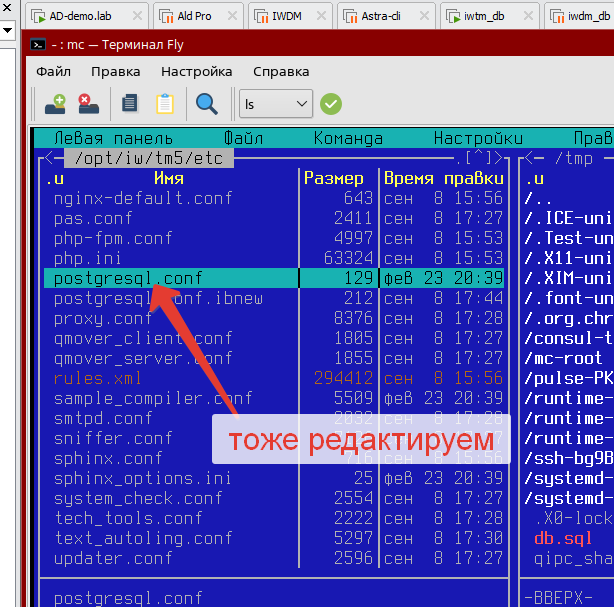 AD-demo.lab × Ald Pro × IWDM × Astra-cli × iwtm_db × iwdm_db
- : mc — Терминал Fly
Файл Правка Настройка Справка
ls
Левая панель Файл Команда Настройки Прав
<— /opt/iw/tm5/etc .[^]> <— /tmp
.и Имя Размер Время правки .и
nginx-default.conf 643 сен 8 15:56 /..
pas.conf 2411 сен 8 17:27 /.ICE-uni
php-fpm.conf 4997 сен 8 15:53 /.Test-un
php.ini 63324 сен 8 15:53 /.X11-uni
postgresql.conf 129 фев 23 20:39 /.XIM-uni
postgresql.conf.ibnew 212 сен 8 17:44 /.font-un
proxy.conf 8376 сен 8 17:28 /.org.chr
qmover_client.conf 1805 сен 8 17:27 /consul-t
qmover_server.conf 1855 сен 8 17:27 /mc-root
rules.xml 294412 сен 8 15:56 /pulse-PK
sample_compiler.conf 5509 фев 23 20:39 /runtime-
smtpd.conf 2032 сен 8 17:28 /runtime-
тоже редактируем
sniffer.conf 7 /runtime-
sphinx.conf 716 сен 8 15:56 /ssh-bg9B
sphinx_options.ini 25 фев 23 20:39 /systemd-
system_check.conf 2554 сен 8 17:27 /systemd-
tech_tools.conf 2222 сен 8 17:28 .X0-lock
text_autoling.conf 5297 сен 8 17:30 db.sql
updater.conf 2596 сен 8 17:27 qipc_sha
postgresql.conf -ВВЕРХ-